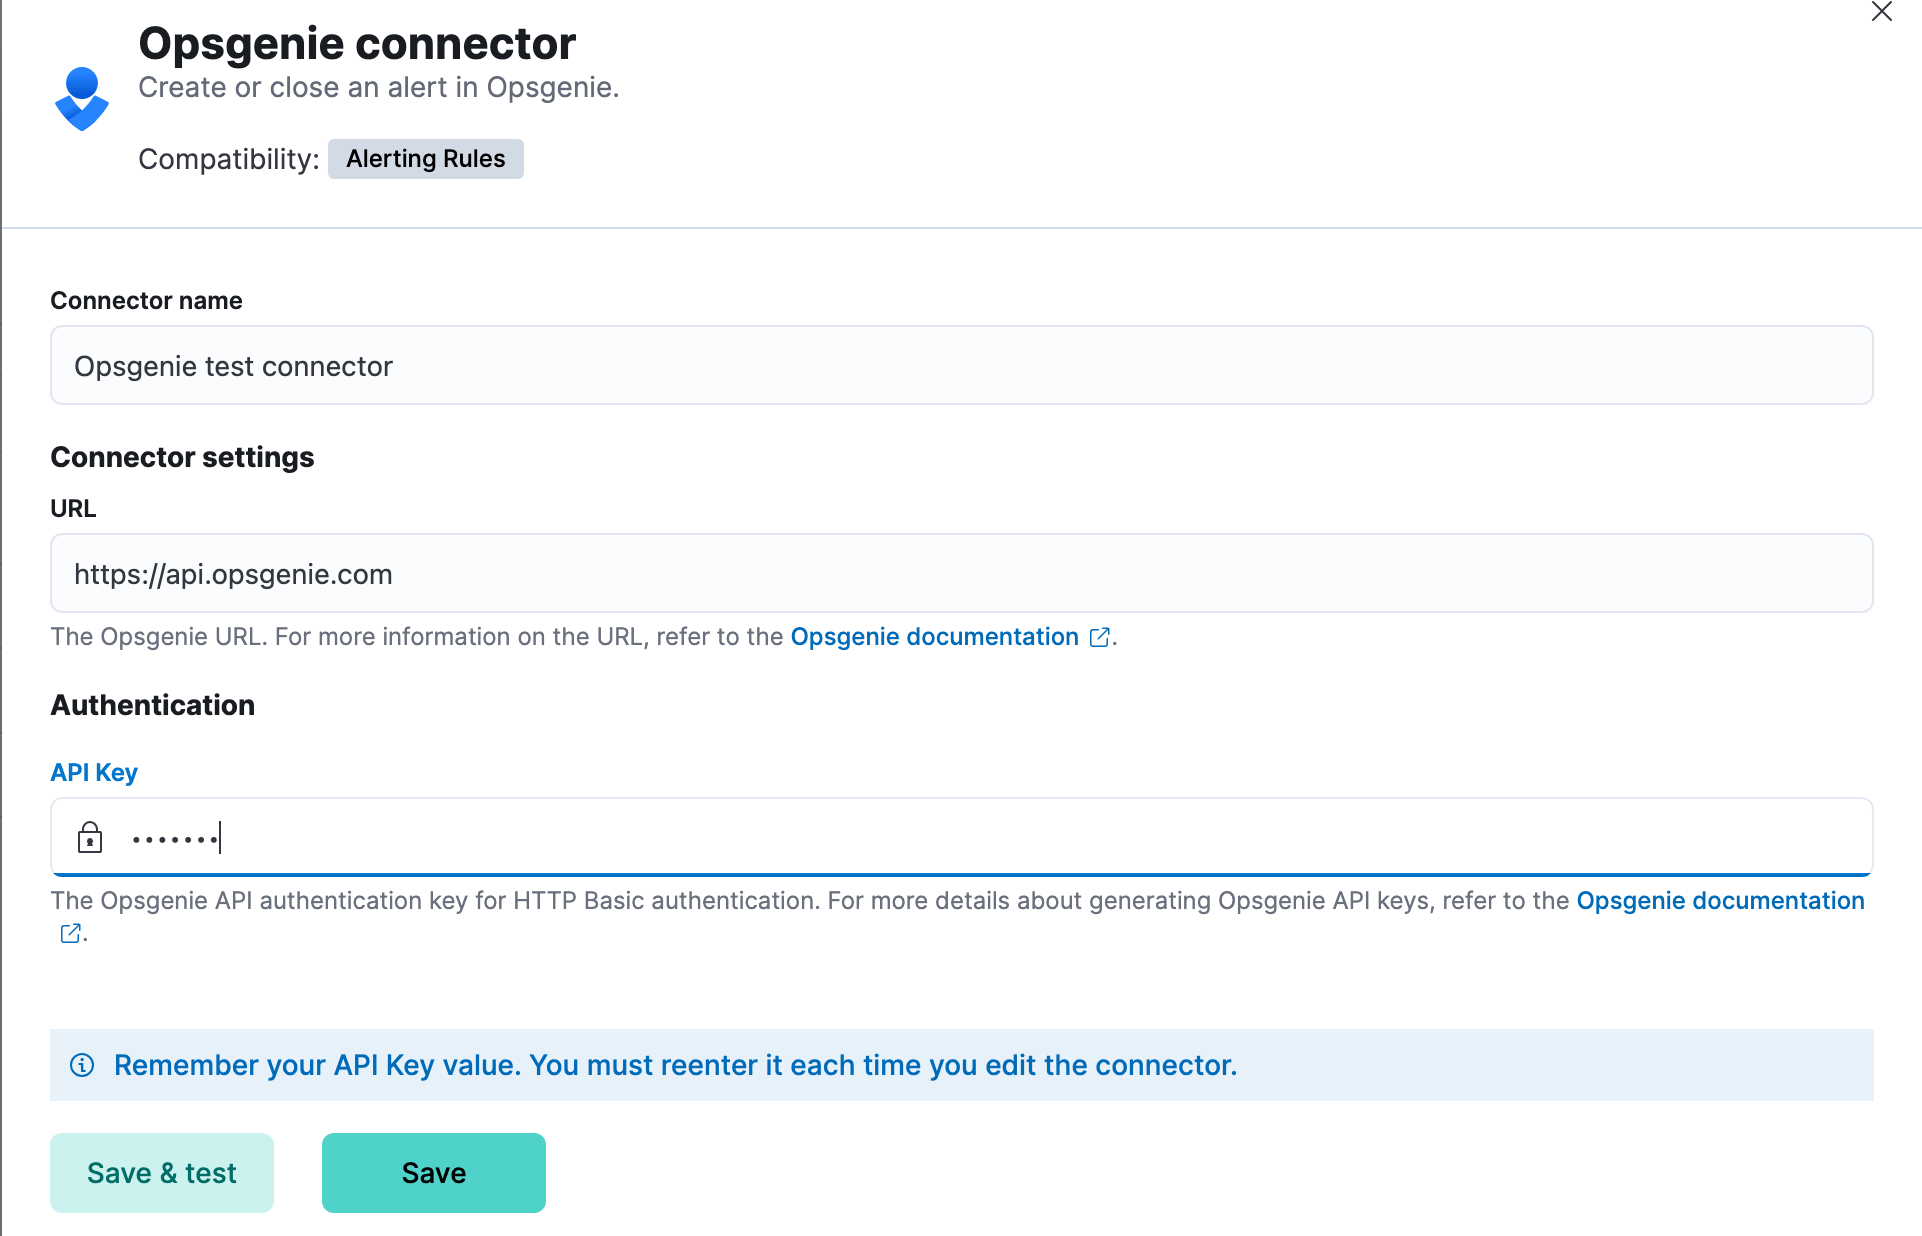 Opsgenie connector
Create or close an alert in Opsgenie.
Compatibility: Alerting Rules
Connector name
Opsgenie test connector
Connector settings
URL
https://api.opsgenie.com
The Opsgenie URL. For more information on the URL, refer to the Opsgenie documentation.
Authentication
API Key
•••••••
The Opsgenie API authentication key for HTTP Basic authentication. For more details about generating Opsgenie API keys, refer to the Opsgenie documentation
.
Remember your API Key value. You must reenter it each time you edit the connector.
Save & test Save